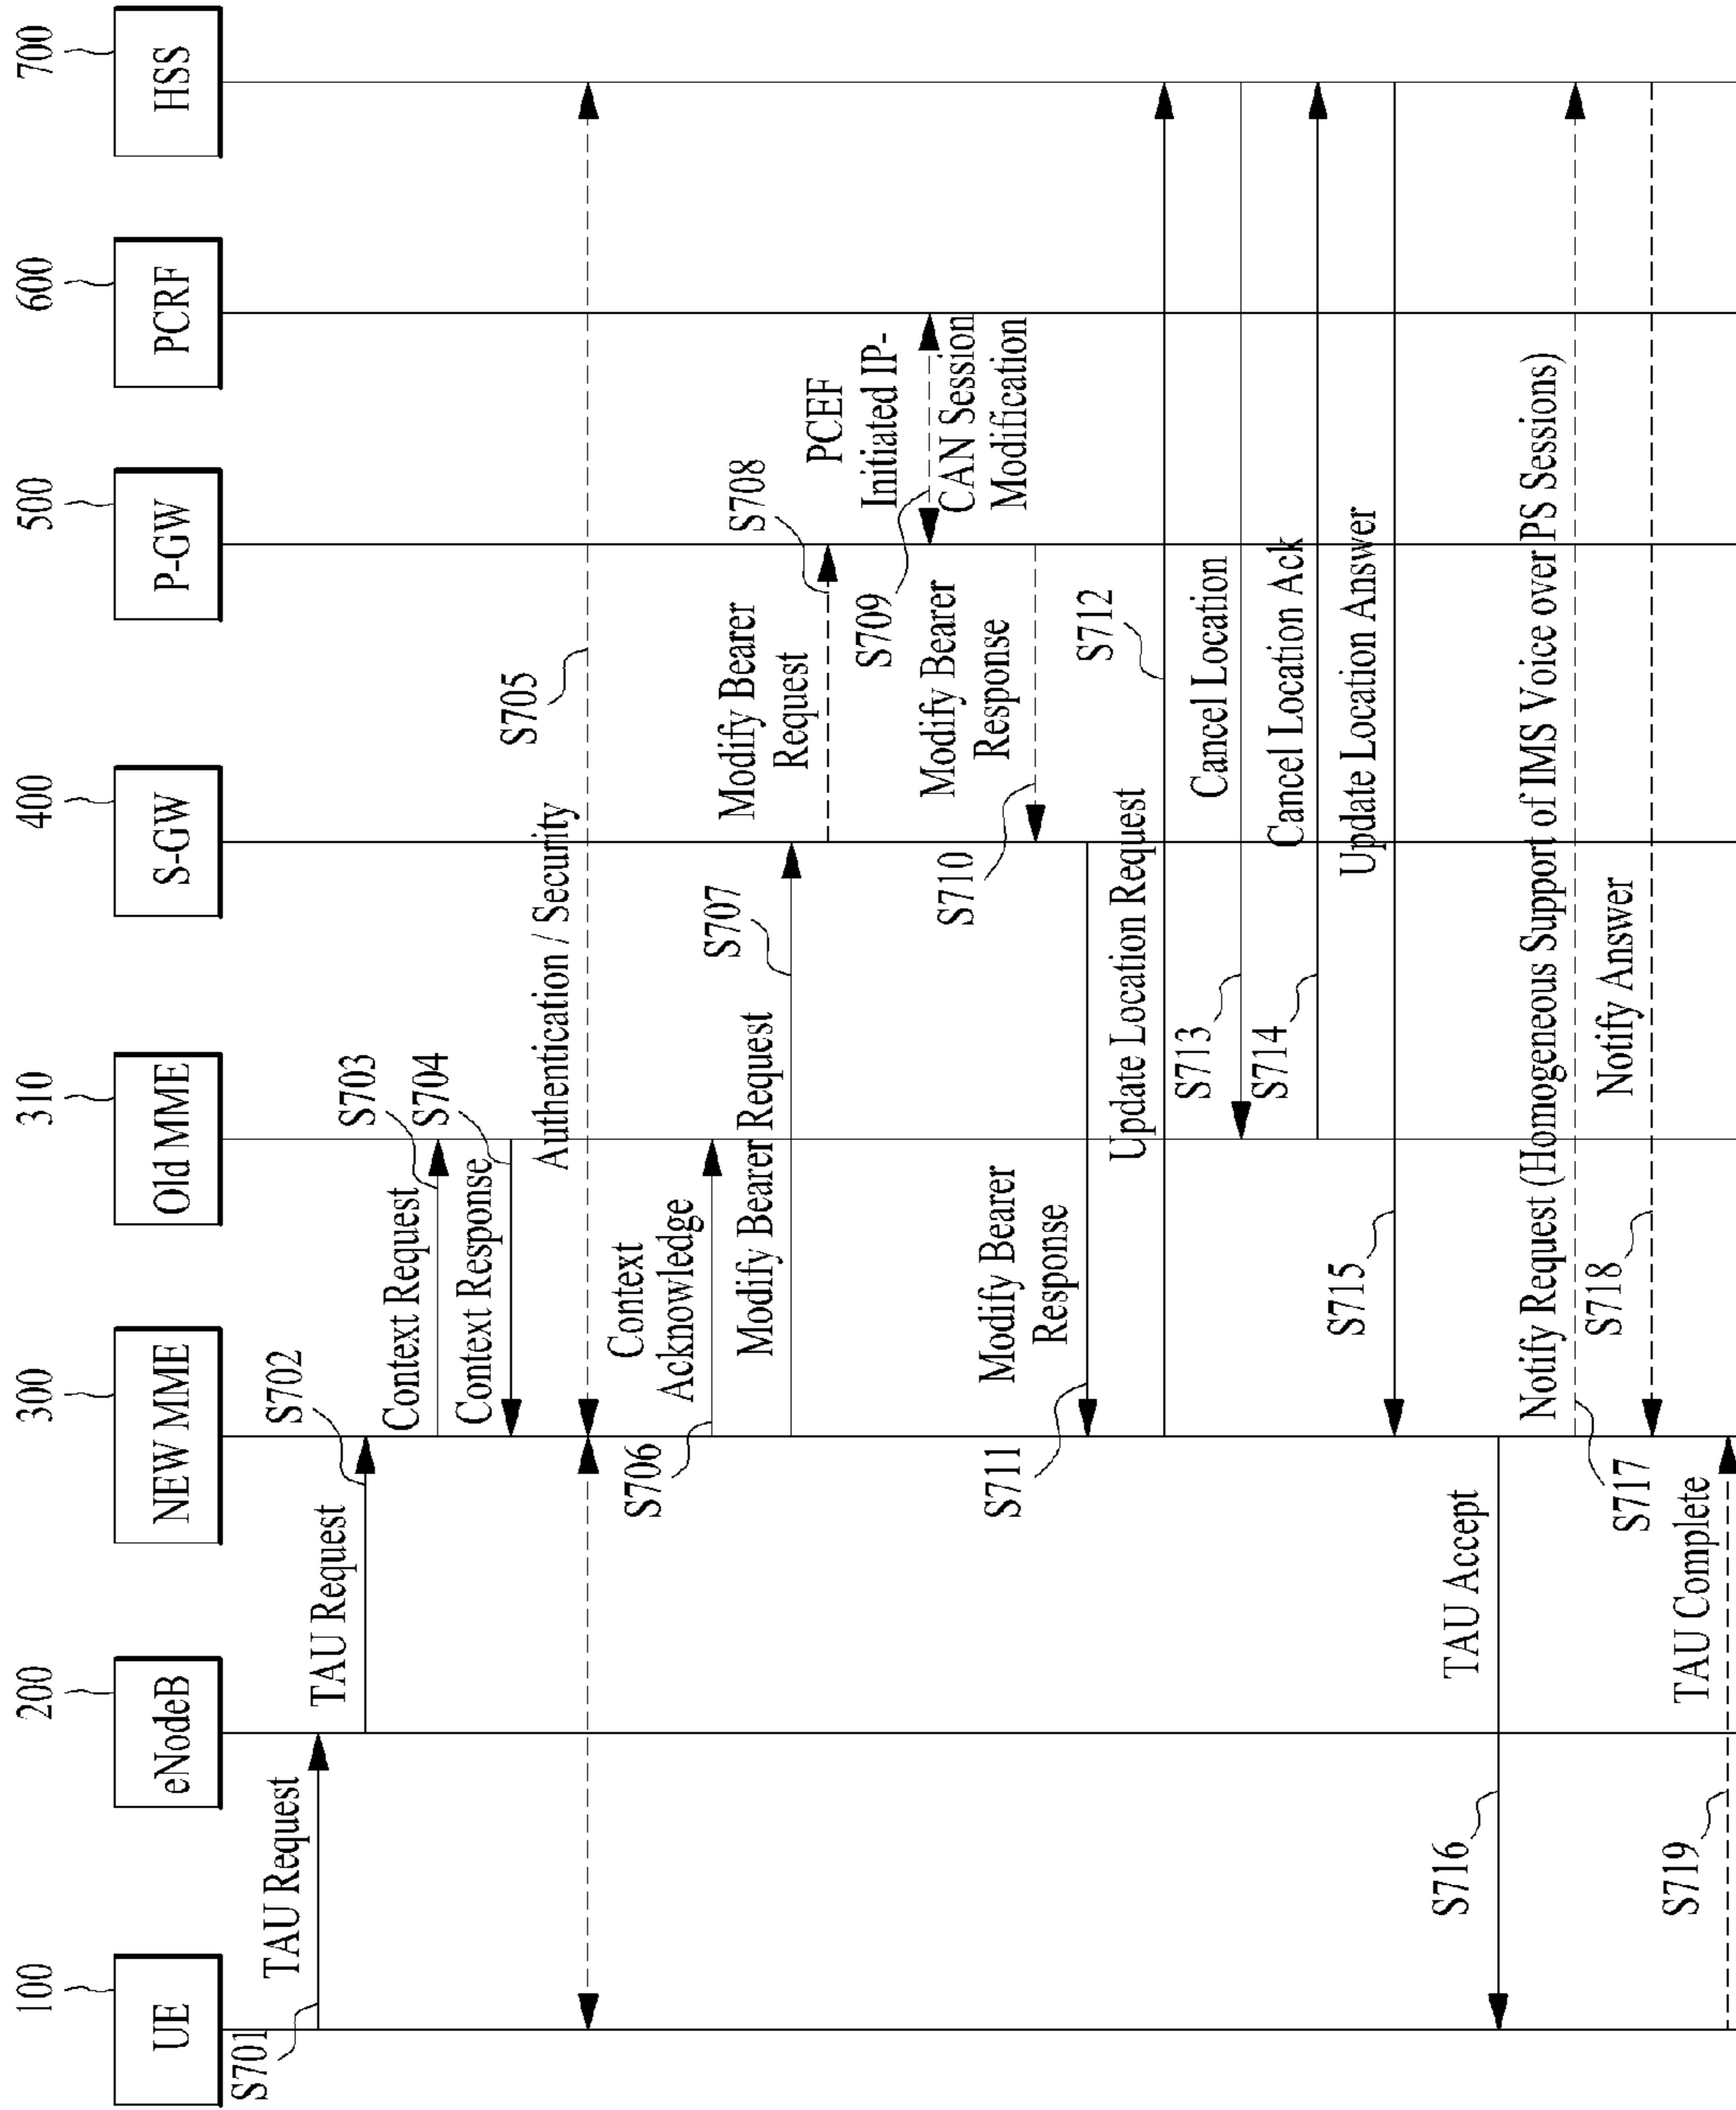 100
200
300
310
400
500
600
700
UE
eNodeB
NEW MME
Old MME
S-GW
P-GW
PCRF
HSS
S701
TAU Request
TAU Request
S702
Context Request
S703
Context Response
S704
Authentication / Security
S705
S706
Context
Acknowledge
Modify Bearer Request
S707
Modify Bearer
Request
S708
PCEF
Initiated IP-
CAN Session
Modification
S709
Modify Bearer
Response
S710
S711
Modify Bearer
Response
Update Location Request
S712
S713
Cancel Location
S714
Cancel Location Ack
S715
Update Location Answer
S716
TAU Accept
Notify Request (Homogeneous Support of IMS Voice over PS Sessions)
S717
S718
Notify Answer
S719
TAU Complete